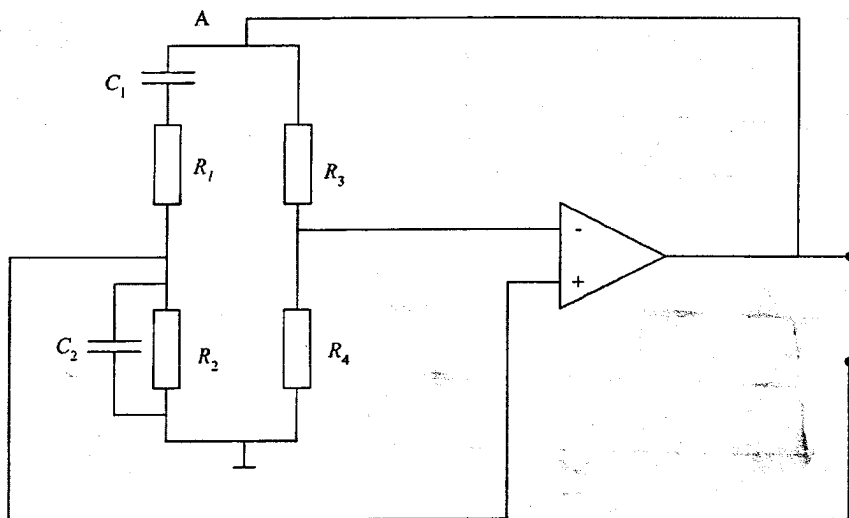 A
C₁
R₁
R₃
-
+
C₂
R₂
R₄